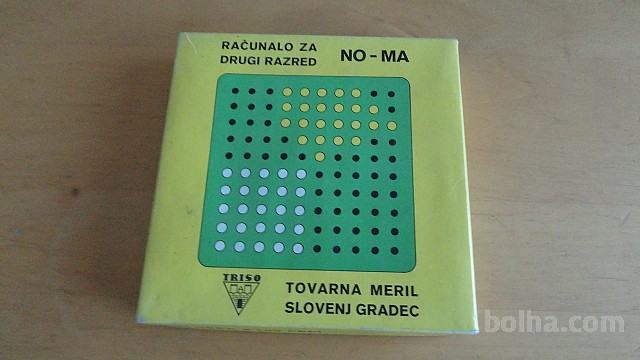 RAČUNALO ZA
DRUGI RAZRED
NO-MA
TRISO
TOVARNA MERIL
SLOVENJ GRADEC
bolha.com